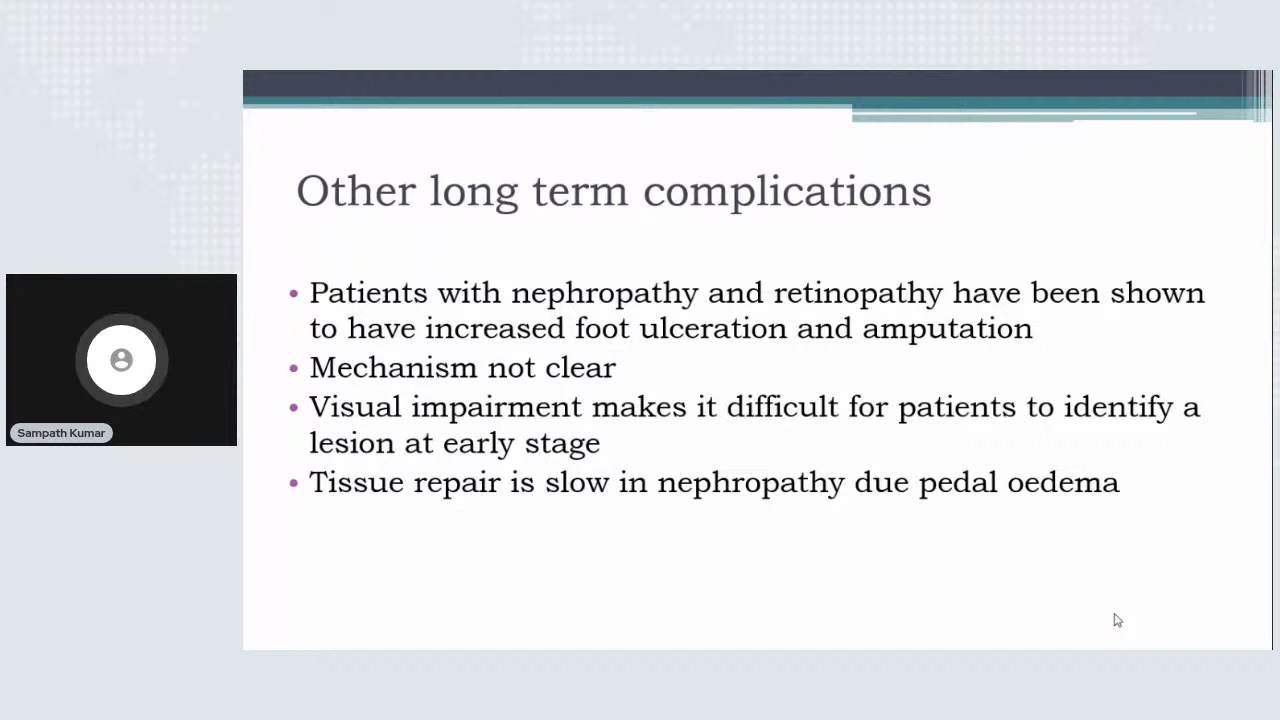 Other long term complications
• Patients with nephropathy and retinopathy have been shown
to have increased foot ulceration and amputation
• Mechanism not clear
• Visual impairment makes it difficult for patients to identify a
lesion at early stage
• Tissue repair is slow in nephropathy due pedal oedema
Sampath Kumar